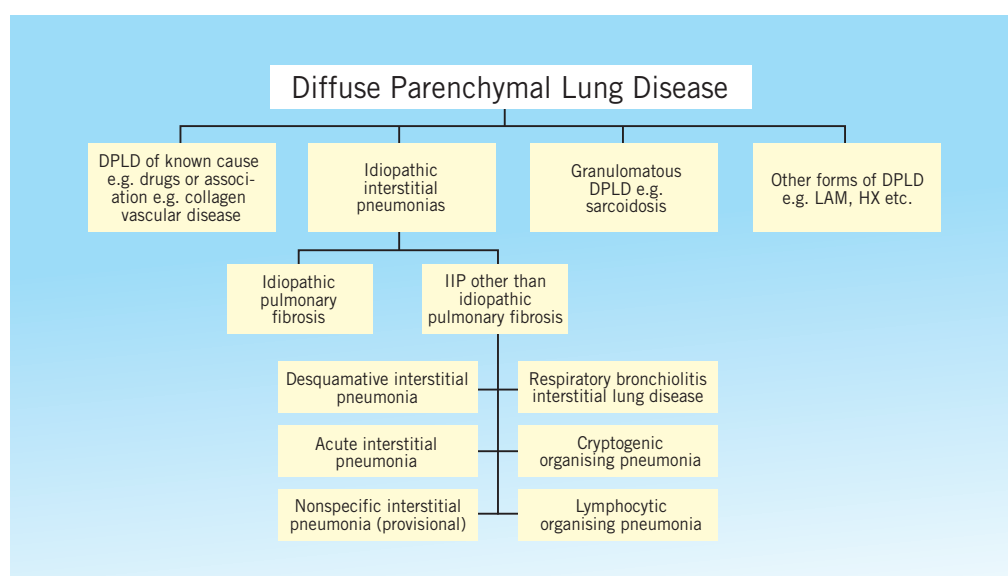 Diffuse Parenchymal Lung Disease
DPLD of known cause
e.g. drugs or associ-
ation e.g. collagen
vascular disease
Idiopathic
interstitial
pneumonias
Granulomatous
DPLD e.g.
sarcoidosis
Other forms of DPLD
e.g. LAM, HX etc.
Idiopathic
pulmonary
fibrosis
IIP other than
idiopathic
pulmonary fibrosis
Desquamative interstitial
pneumonia
Respiratory bronchiolitis
interstitial lung disease
Acute interstitial
pneumonia
Cryptogenic
organising pneumonia
Nonspecific interstitial
pneumonia (provisional)
Lymphocytic
organising pneumonia